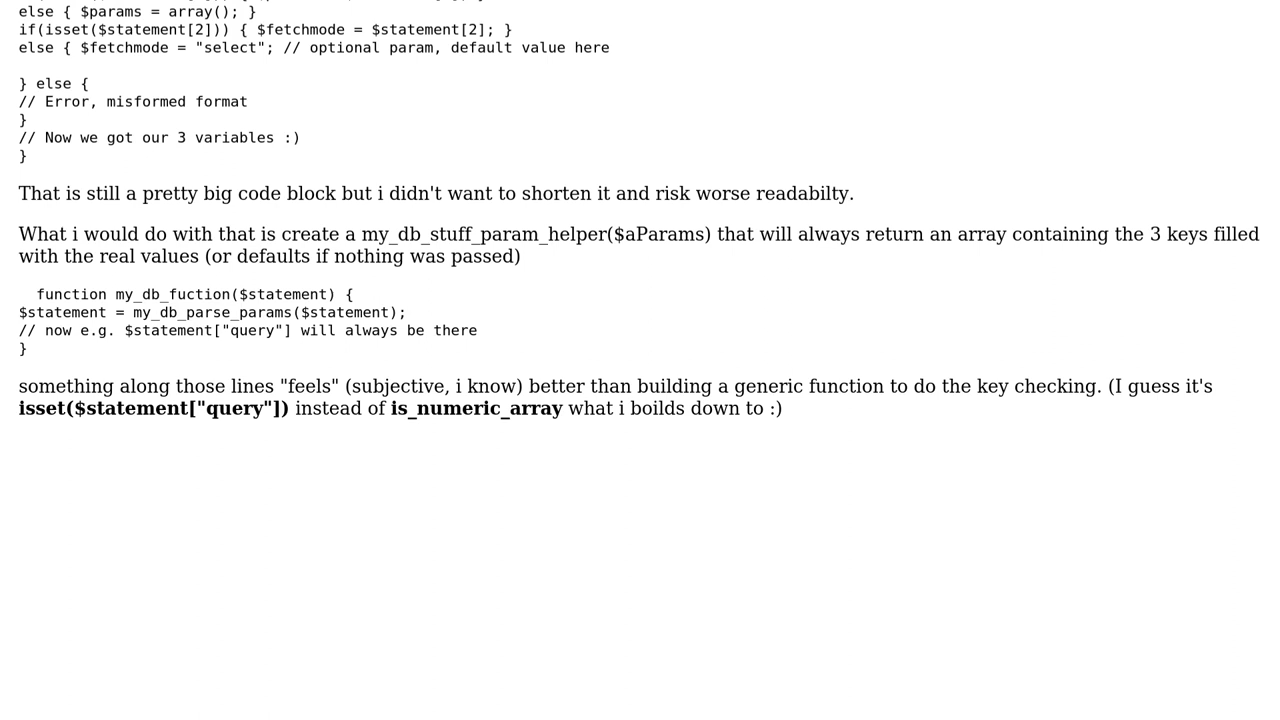 else { $params = array(); }
if(isset($statement[2])) { $fetchmode = $statement[2]; }
else { $fetchmode = "select"; // optional param, default value here
} else {
// Error, misformed format
}
// Now we got our 3 variables :)
}
That is still a pretty big code block but i didn't want to shorten it and risk worse readabilty.
What i would do with that is create a my_db_stuff_param_helper($aParams) that will always return an array containing the 3 keys filled
with the real values (or defaults if nothing was passed)
function my_db_fuction($statement) {
$statement = my_db_parse_params($statement);
// now e.g. $statement["query"] will always be there
}
something along those lines "feels" (subjective, i know) better than building a generic function to do the key checking. (I guess it's
isset($statement["query"]) instead of is_numeric_array what i boilds down to :)